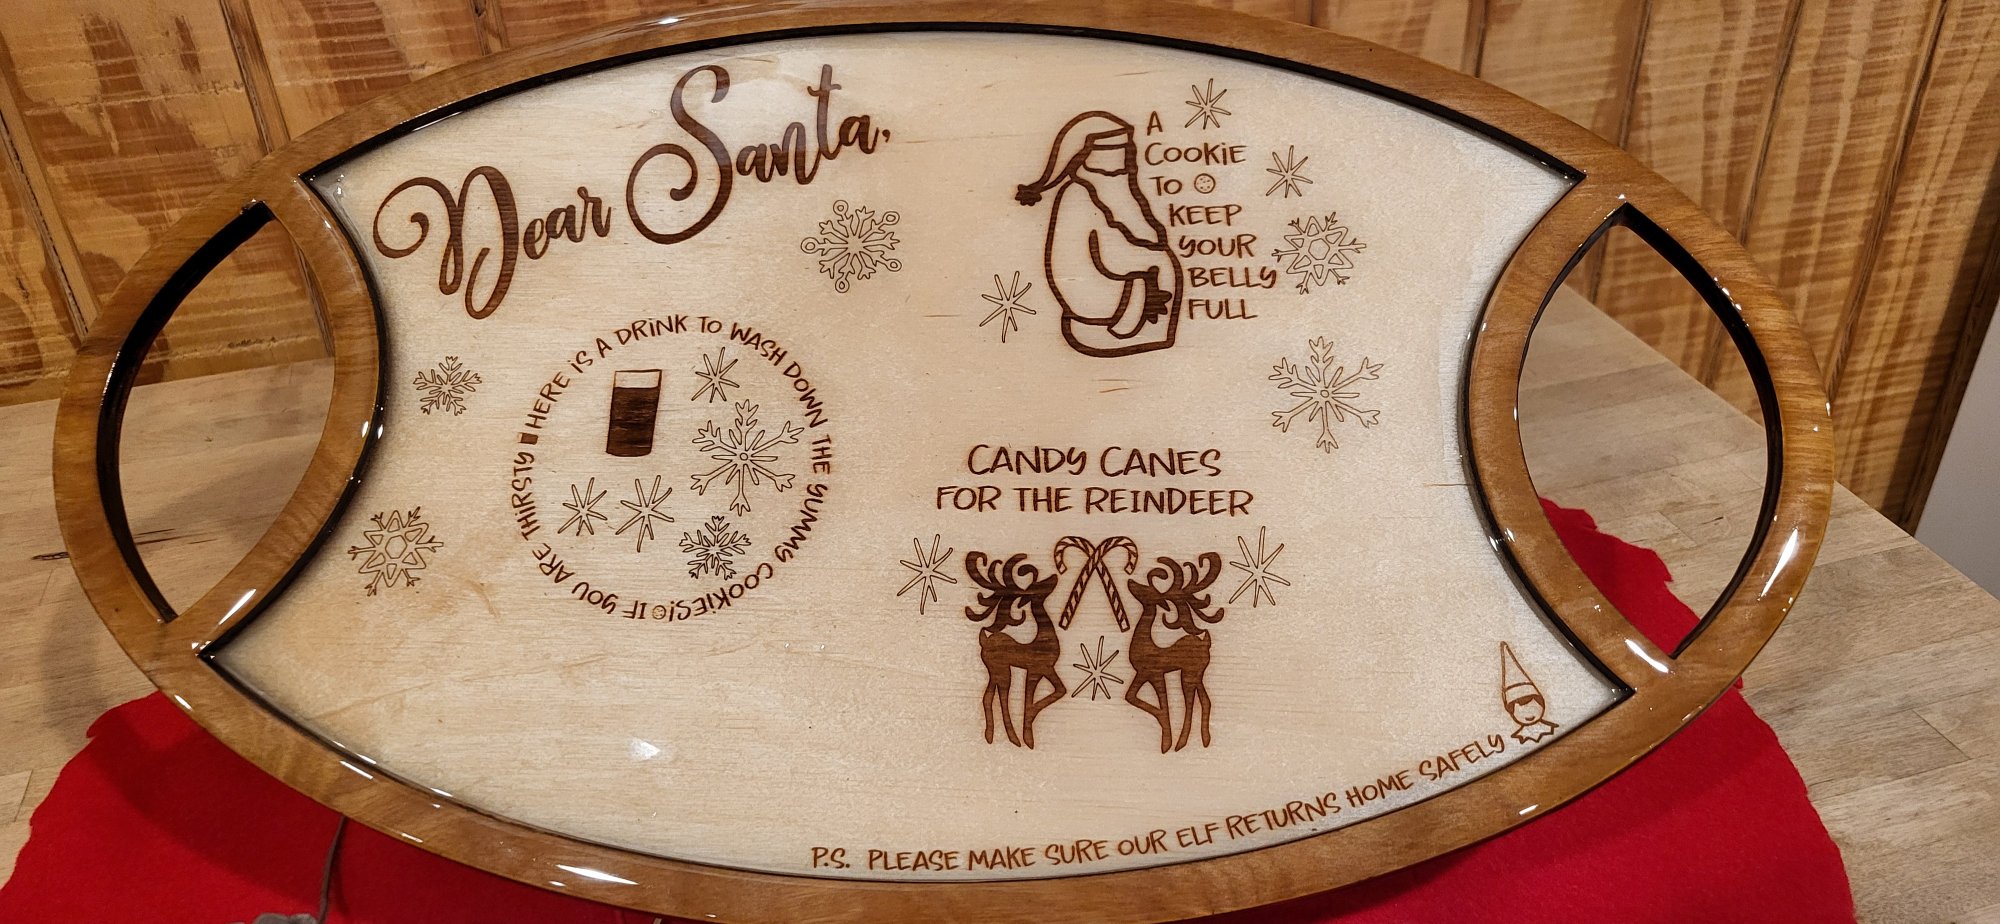 Dear Santa,
A
COOKiE
To
KEEP
YOUR
BELLY
FULL
HERE iS A DRiNK To WASH DOWN THE YUMMY COOKiES! IF YOU ARE THIRSTY
CANDY CANES
FOR THE REINDEER
P.S. PLEASE MAKE SURE OUR ELF RETURNS HOME SAFELY